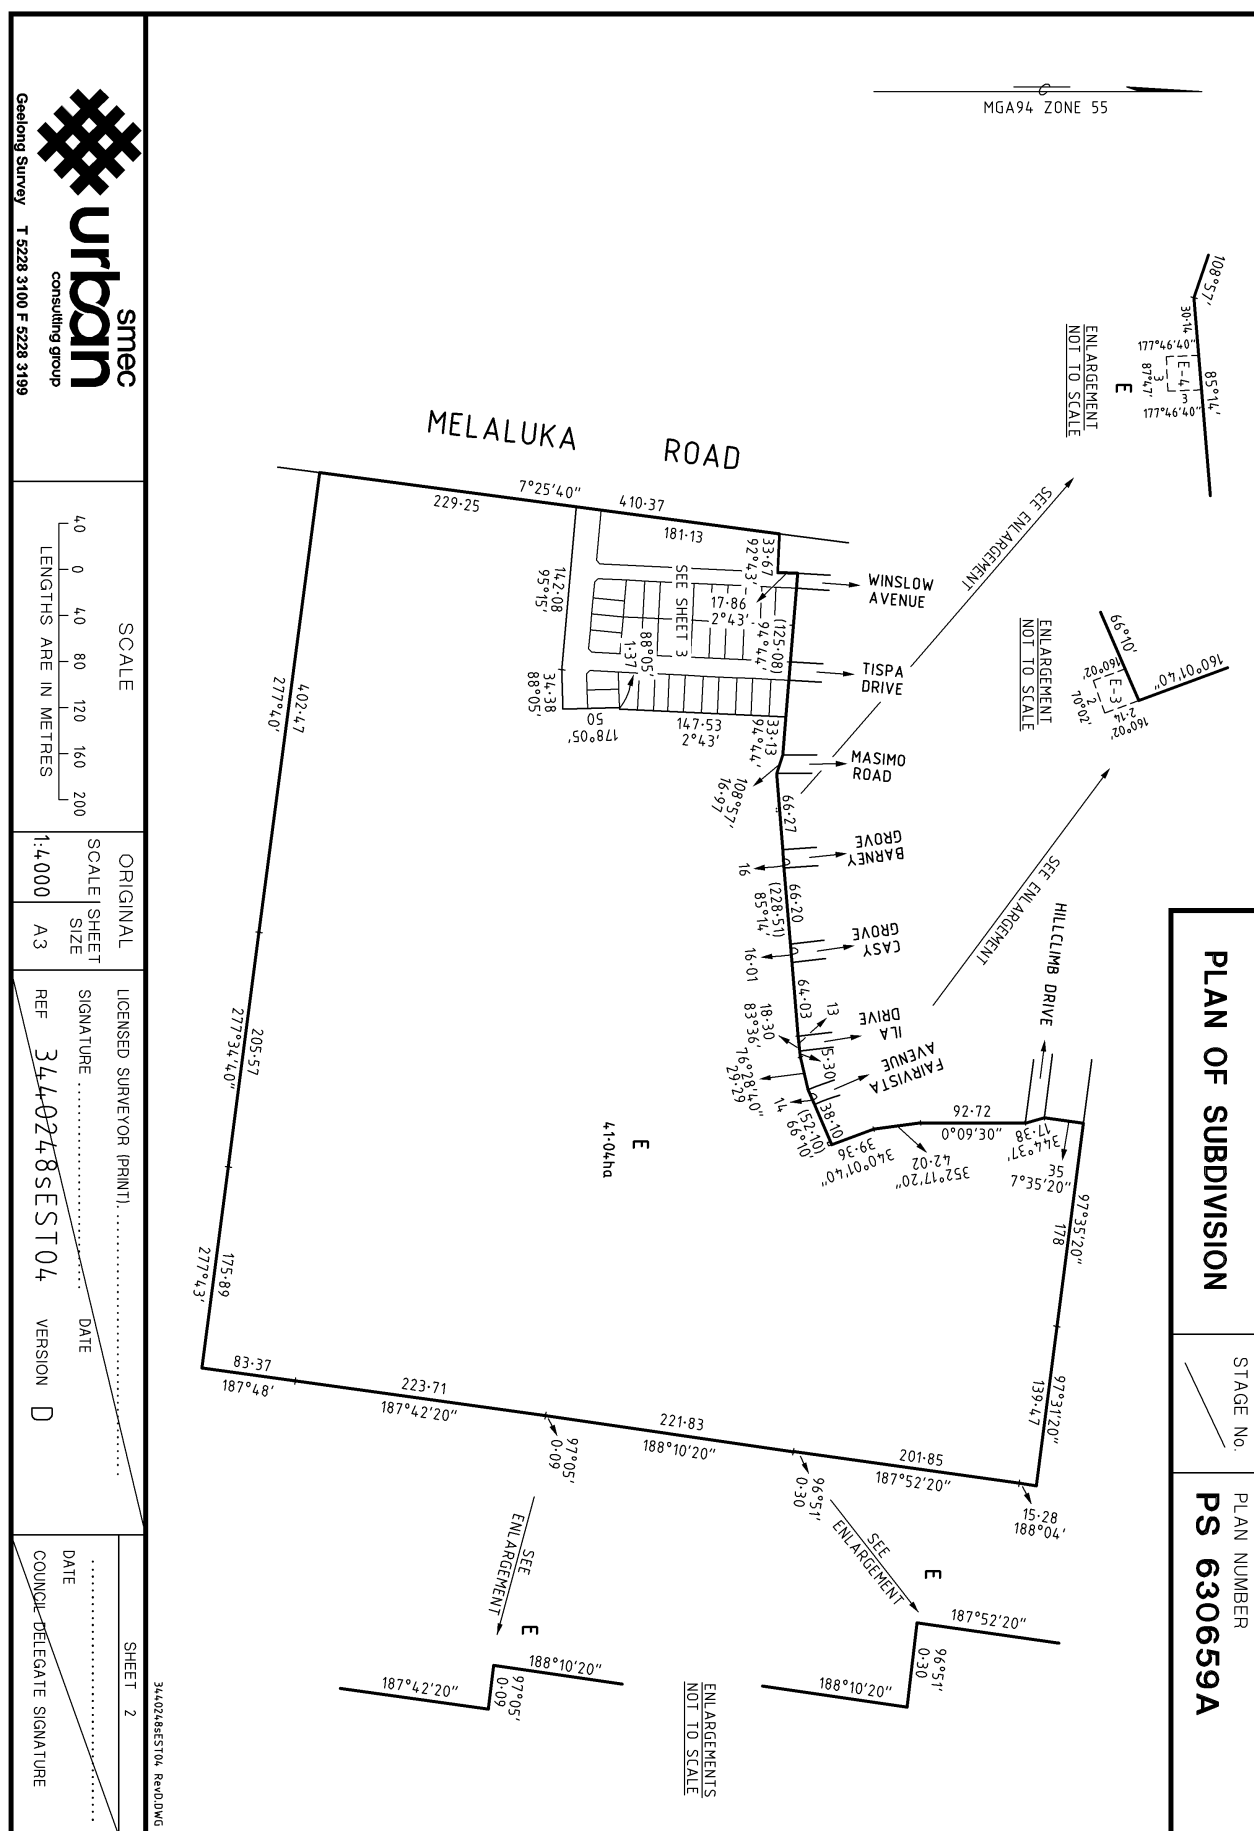 PLAN OF SUBDIVISION
STAGE No.
PLAN NUMBER
PS 630659A
MGA94 ZONE 55
108°57'
30·14
85°14'
177°46'40"
E-4
3
3
87°47'
177°46'40"
E
ENLARGEMENT
NOT TO SCALE
SEE ENLARGEMENT
66°10'
160°01'40"
160°02'
E-3
2
2·14
70°02'
160°02'
ENLARGEMENT
NOT TO SCALE
SEE ENLARGEMENT
HILLCLIMB DRIVE
MELALUKA ROAD
7°25'40"
410·37
229·25
181·13
33·67
92°43'
WINSLOW
AVENUE
17·86
2°43'
(125·08)
94°44'
TISPA
DRIVE
SEE SHEET 3
142·08
95°15'
88°05'
1·37
34·38
88°05'
50
178°05'
147·53
2°43'
33·13
94°44'
MASIMO
ROAD
108°57'
16·97
66·27
BARNEY
GROVE
16
66·20
(228·51)
85°14'
CASY
GROVE
16·01
64·03
13
ILA
DRIVE
18·30
83°36'
5·30
FAIRVISTA
AVENUE
76°28'40"
29·29
14
38·10
(52·10)
66°10'
39·36
340°01'40"
42·02
352°17'20"
92·72
0°09'30"
17·38
344°37'
35
7°35'20"
97°35'20"
178
97°31'20"
139·47
15·28
188°04'
201·85
187°52'20"
96°51'
0·30
221·83
188°10'20"
97°05'
0·09
223·71
187°42'20"
83·37
187°48'
175·89
277°43'
205·57
277°34'40"
402·47
277°40'
E
41·04ha
SEE
ENLARGEMENT
E
187°52'20"
96°51'
0·30
188°10'20"
SEE
ENLARGEMENT
E
188°10'20"
97°05'
0·09
187°42'20"
ENLARGEMENTS
NOT TO SCALE
3440248sEST04 RevD.DWG
smec
urban
consulting group
Geelong Survey T 5228 3100 F 5228 3199
SCALE
40 0 40 80 120 160 200
LENGTHS ARE IN METRES
ORIGINAL
SCALE SHEET
SIZE
1:4000 A3
LICENSED SURVEYOR (PRINT)
SIGNATURE DATE
REF 3440248sEST04 VERSION D
SHEET 2
DATE
COUNCIL DELEGATE SIGNATURE